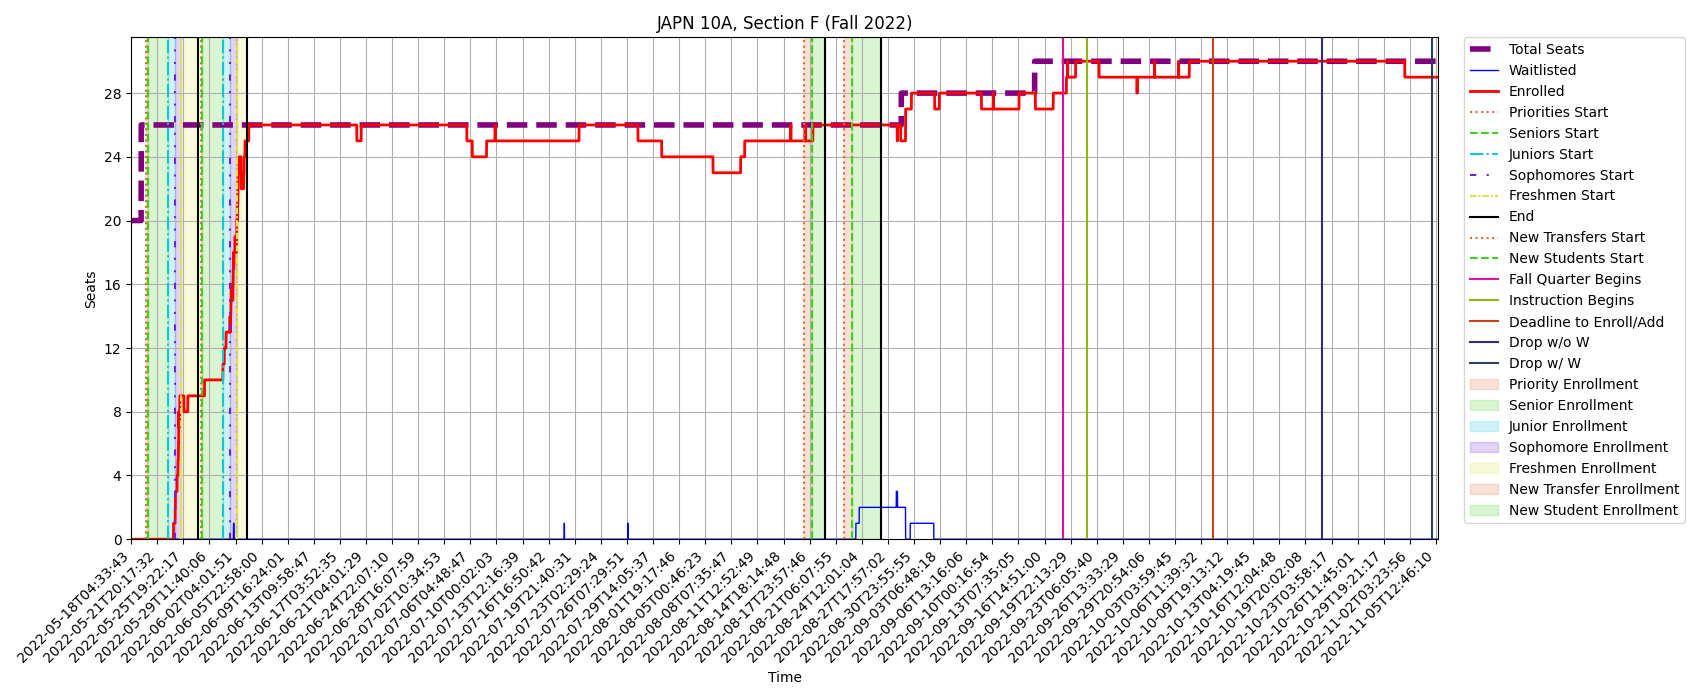 JAPN 10A, Section F (Fall 2022)
Seats
28
24
20
16
12
8
4
0
2022-05-18T04:33:43
2022-05-21T20:17:32
2022-05-25T19:22:17
2022-05-29T11:40:06
2022-06-02T04:01:51
2022-06-05T22:58:00
2022-06-09T16:24:01
2022-06-13T09:58:47
2022-06-17T03:52:35
2022-06-21T04:01:29
2022-06-24T22:07:10
2022-06-28T16:07:59
2022-07-02T10:34:53
2022-07-06T04:48:47
2022-07-10T00:02:03
2022-07-13T12:16:39
2022-07-16T16:50:42
2022-07-19T21:40:31
2022-07-23T02:29:24
2022-07-26T07:29:51
2022-07-29T14:05:37
2022-08-01T19:17:46
2022-08-05T00:46:23
2022-08-08T07:35:47
2022-08-11T12:52:49
2022-08-14T18:14:48
2022-08-17T23:57:46
2022-08-21T06:07:55
2022-08-24T12:01:04
2022-08-27T17:57:02
2022-08-30T23:55:55
2022-09-03T06:48:18
2022-09-06T13:16:06
2022-09-10T00:16:54
2022-09-13T07:35:05
2022-09-16T14:51:00
2022-09-19T22:13:29
2022-09-23T06:05:40
2022-09-26T13:33:29
2022-09-29T20:54:06
2022-10-03T03:59:45
2022-10-06T11:39:32
2022-10-09T19:13:12
2022-10-13T04:19:45
2022-10-16T12:04:48
2022-10-19T20:02:08
2022-10-23T03:58:17
2022-10-26T11:45:01
2022-10-29T19:21:17
2022-11-02T03:23:56
2022-11-05T12:46:10
Time
Total Seats
Waitlisted
Enrolled
Priorities Start
Seniors Start
Juniors Start
Sophomores Start
Freshmen Start
End
New Transfers Start
New Students Start
Fall Quarter Begins
Instruction Begins
Deadline to Enroll/Add
Drop w/o W
Drop w/ W
Priority Enrollment
Senior Enrollment
Junior Enrollment
Sophomore Enrollment
Freshmen Enrollment
New Transfer Enrollment
New Student Enrollment